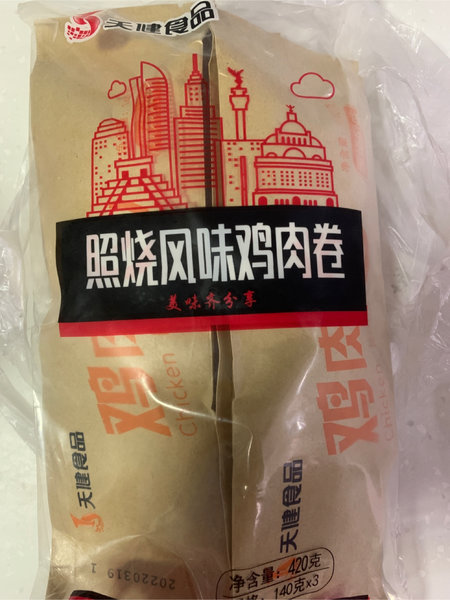 天健食品
照烧风味鸡肉卷
美味齐分享
鸡肉
Chicken
鸡肉
Chicken
天健食品
天健食品
20220319 1
净含量：420克
140克x3